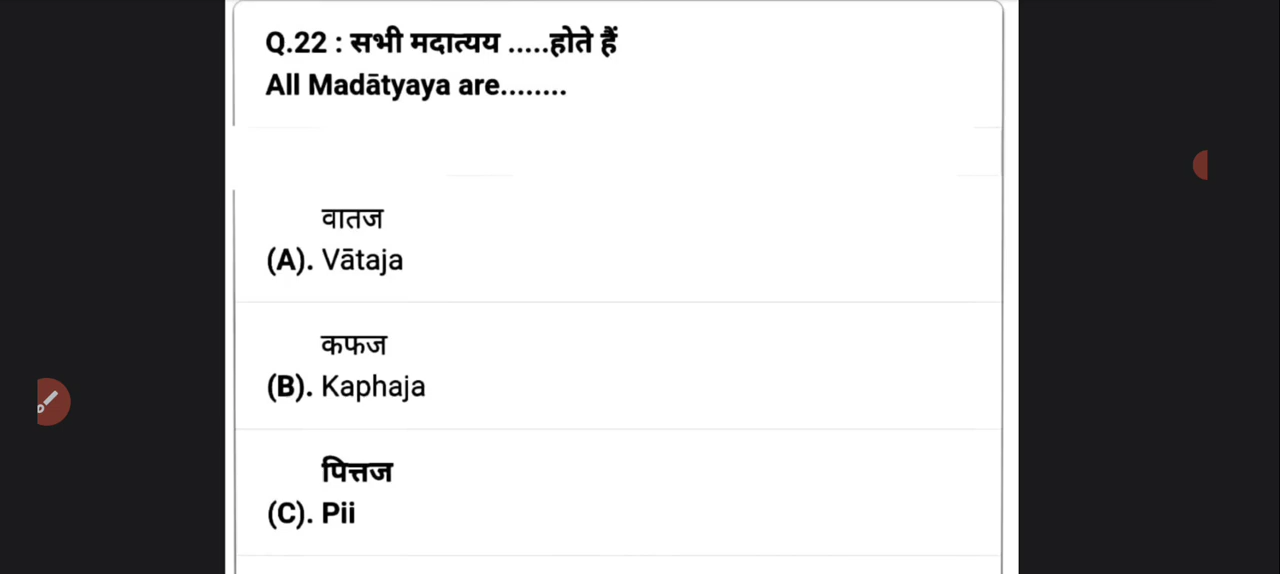 Q.22 : सभी मदात्यय .....होते हैं
All Madātyaya are........
वातज
(A). Vātaja
कफज
(B). Kaphaja
पित्तज
(C). Pii